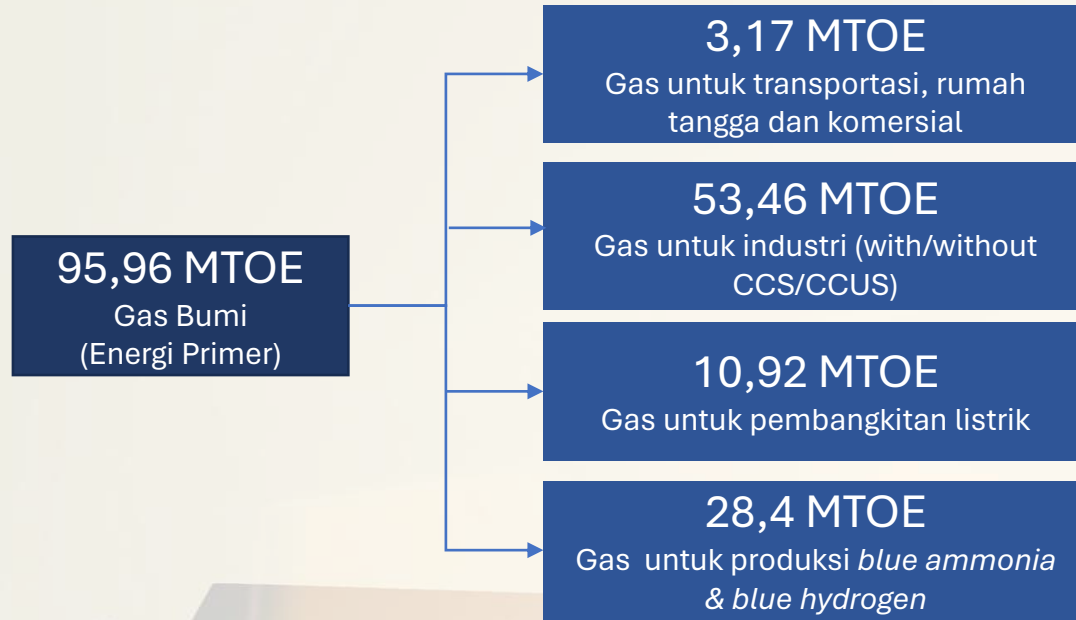 3,17 MTOE
Gas untuk transportasi, rumah
tangga dan komersial
53,46 MTOE
Gas untuk industri (with/without
CCS/CCUS)
95,96 MTOE
Gas Bumi
(Energi Primer)
10,92 MTOE
Gas untuk pembangkitan listrik
28,4 MTOE
Gas untuk produksi blue ammonia
& blue hydrogen